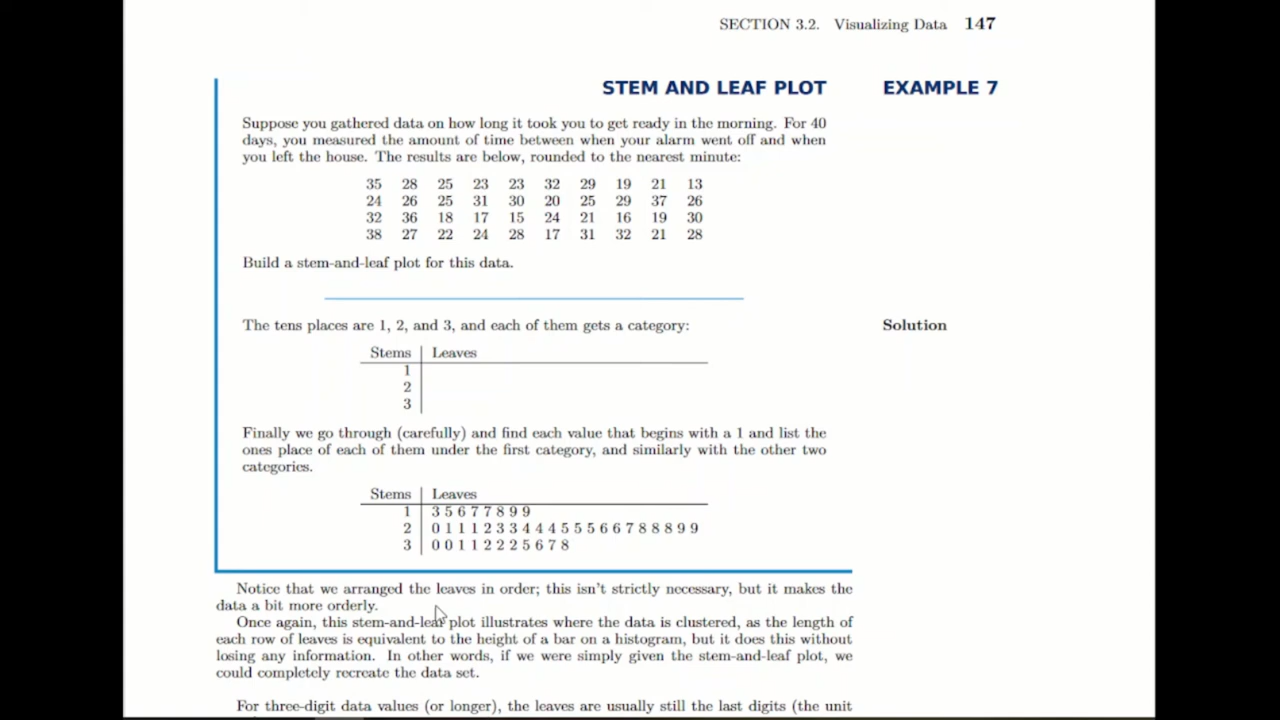 SECTION 3.2. Visualizing Data 147
STEM AND LEAF PLOT EXAMPLE 7
Suppose you gathered data on how long it took you to get ready in the morning. For 40
days, you measured the amount of time between when your alarm went off and when
you left the house. The results are below, rounded to the nearest minute:
35 28 25 23 23 32 29 19 21 13
24 26 25 31 30 20 25 29 37 26
32 36 18 17 15 24 21 16 19 30
38 27 22 24 28 17 31 32 21 28
Build a stem-and-leaf plot for this data.
The tens places are 1, 2, and 3, and each of them gets a category: Solution
Stems Leaves
1
2
3
Finally we go through (carefully) and find each value that begins with a 1 and list the
ones place of each of them under the first category, and similarly with the other two
categories.
Stems Leaves
1 3 5 6 7 7 8 9 9
2 0 1 1 1 2 3 3 4 4 4 5 5 5 6 6 7 8 8 8 9 9
3 0 0 1 1 2 2 2 5 6 7 8
Notice that we arranged the leaves in order; this isn't strictly necessary, but it makes the
data a bit more orderly.
Once again, this stem-and-leaf plot illustrates where the data is clustered, as the length of
each row of leaves is equivalent to the height of a bar on a histogram, but it does this without
losing any information. In other words, if we were simply given the stem-and-leaf plot, we
could completely recreate the data set.
For three-digit data values (or longer), the leaves are usually still the last digits (the unit